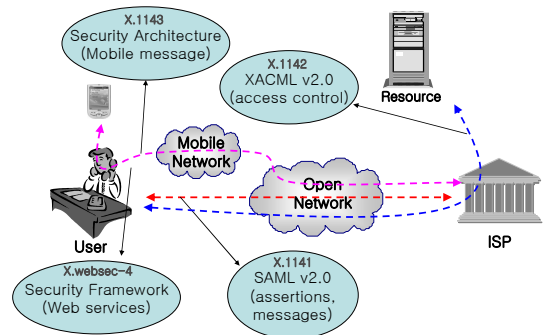 X.1143
Security Architecture
(Mobile message)
X.1142
XACML v2.0
(access control)
Resource
Mobile
Network
Open
Network
User
ISP
X.websec-4
Security Framework
(Web services)
X.1141
SAML v2.0
(assertions,
messages)